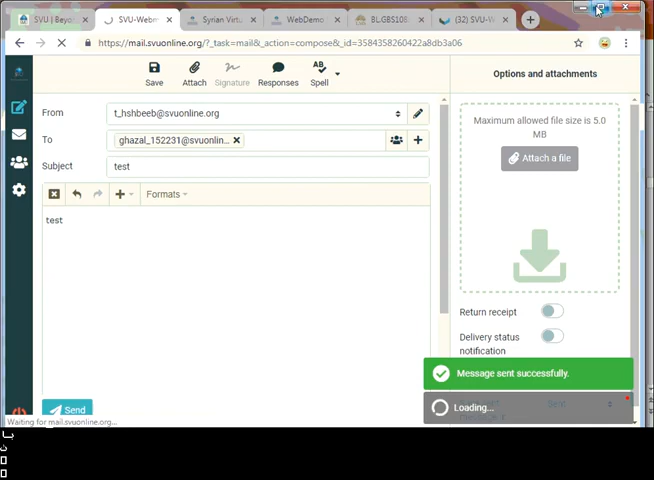 SVU | Beyo
SVU-Webm
Syrian Virtu
WebDemo
BL.GBS108
(32) SVU-W
https://mail.svuonline.org/?_task=mail&_action=compose&_id=3584358260422a8db3a06
Save
Attach
Signature
Responses
Spell
Options and attachments
From
t_hshbeeb@svuonline.org
To
ghazal_152231@svuonlin...
Subject
test
Formats
test
Maximum allowed file size is 5.0
MB
Attach a file
Return receipt
Delivery status
notification
Message sent successfully.
Loading...
Send
Waiting for mail.svuonline.org...